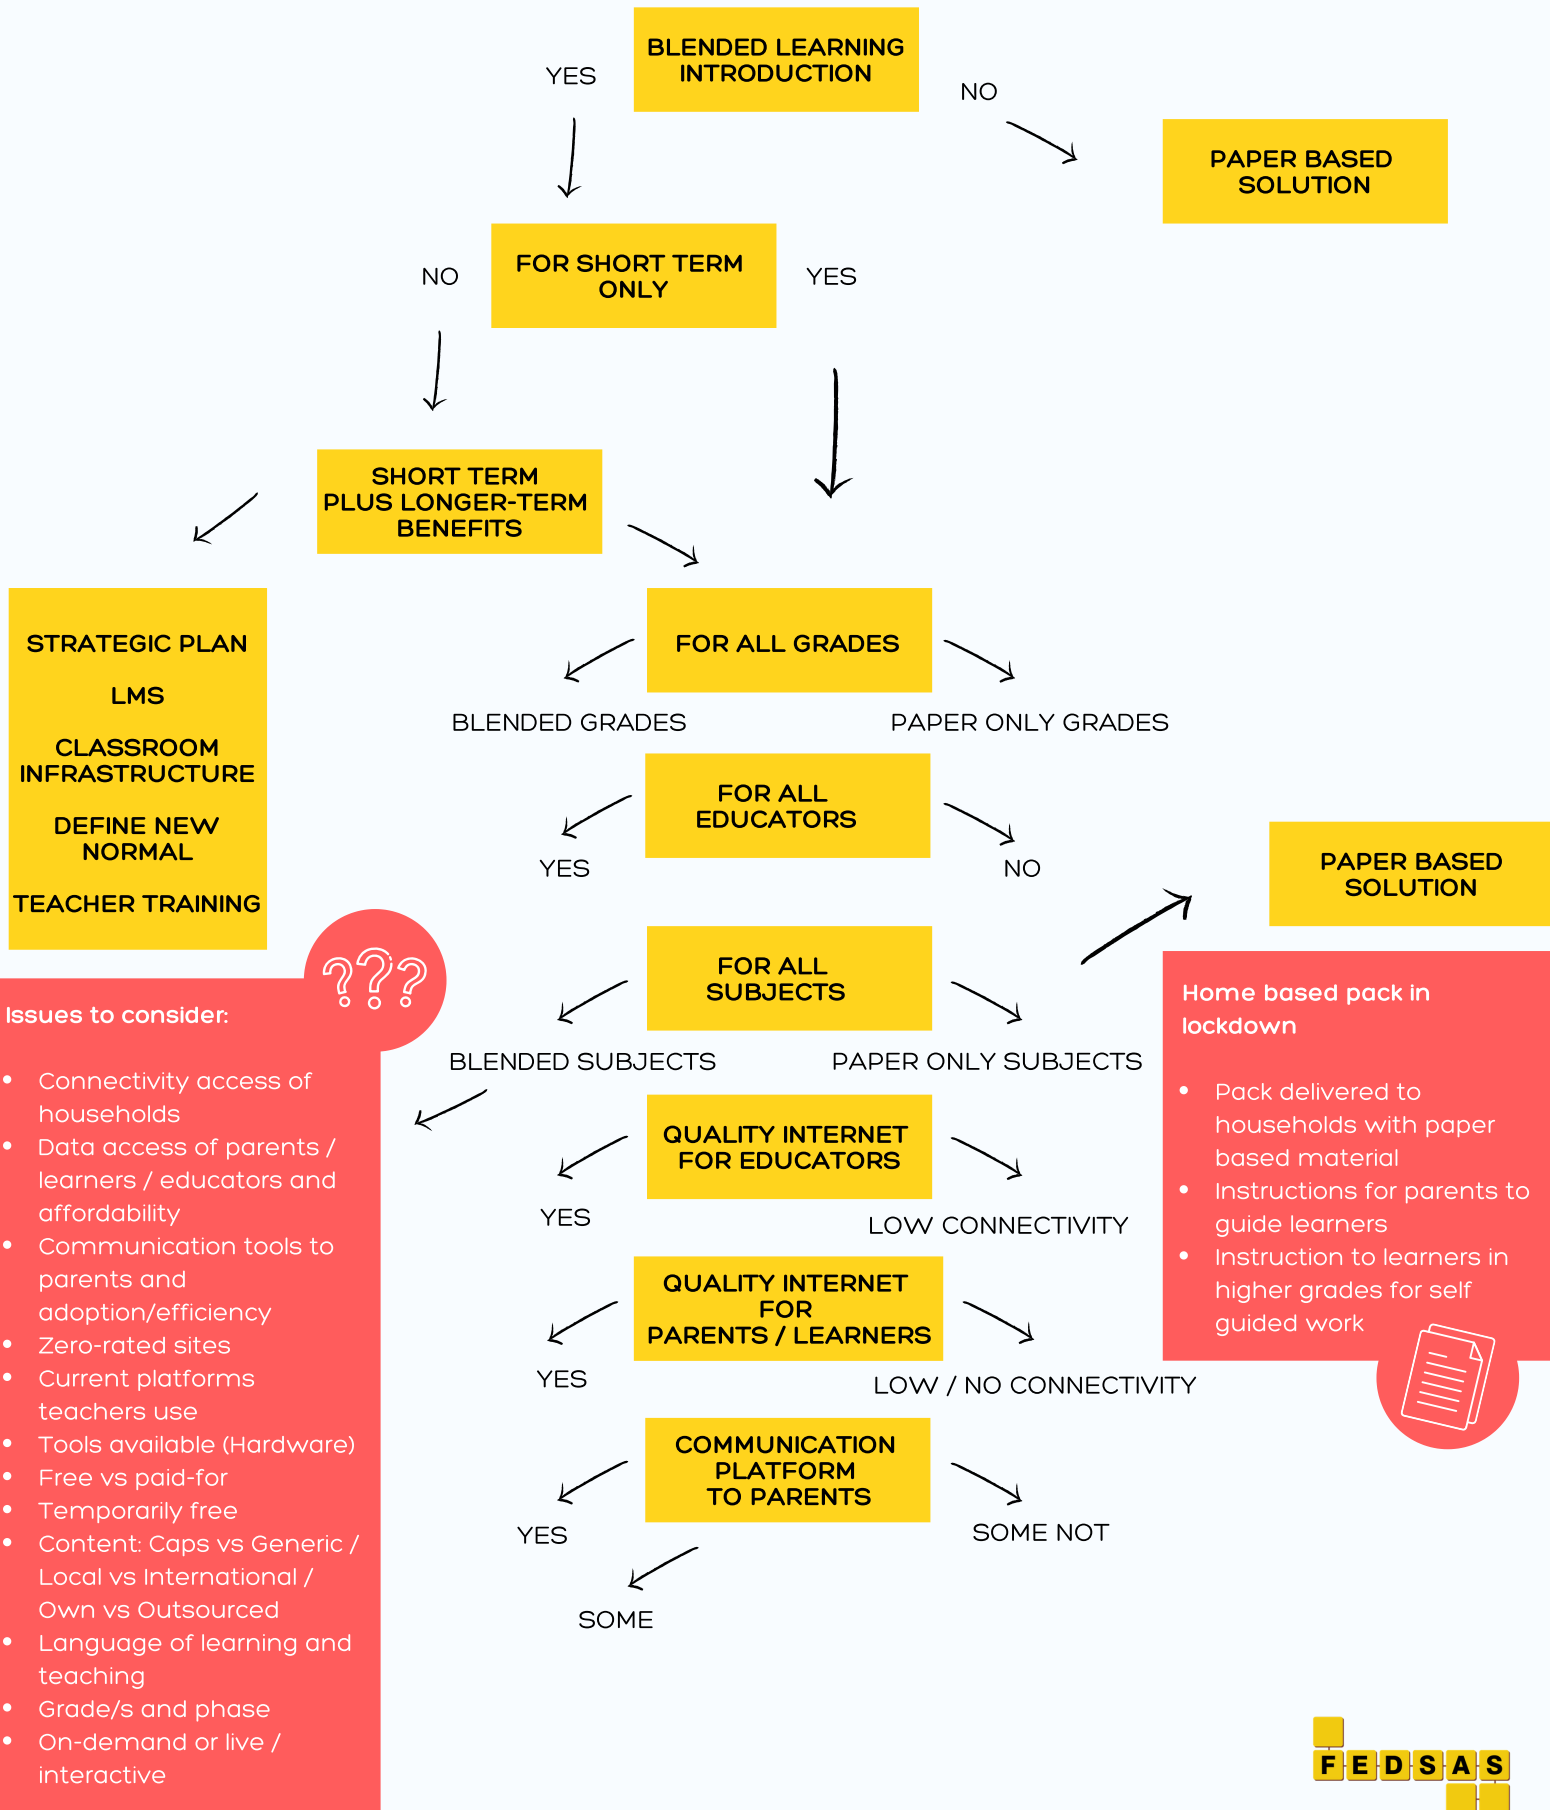 BLENDED LEARNING
INTRODUCTION
YES
NO
PAPER BASED
SOLUTION
FOR SHORT TERM
ONLY
NO
YES
SHORT TERM
PLUS LONGER-TERM
BENEFITS
STRATEGIC PLAN
LMS
CLASSROOM
INFRASTRUCTURE
DEFINE NEW
NORMAL
TEACHER TRAINING
FOR ALL GRADES
BLENDED GRADES
PAPER ONLY GRADES
FOR ALL
EDUCATORS
YES
NO
PAPER BASED
SOLUTION
FOR ALL
SUBJECTS
BLENDED SUBJECTS
PAPER ONLY SUBJECTS
QUALITY INTERNET
FOR EDUCATORS
YES
LOW CONNECTIVITY
QUALITY INTERNET
FOR
PARENTS / LEARNERS
YES
LOW / NO CONNECTIVITY
COMMUNICATION
PLATFORM
TO PARENTS
YES
SOME NOT
SOME
???
Issues to consider:
• Connectivity access of
households
• Data access of parents /
learners / educators and
affordability
• Communication tools to
parents and
adoption/efficiency
• Zero-rated sites
• Current platforms
teachers use
• Tools available (Hardware)
• Free vs paid-for
• Temporarily free
• Content: Caps vs Generic /
Local vs International /
Own vs Outsourced
• Language of learning and
teaching
• Grade/s and phase
• On-demand or live /
interactive
Home based pack in
lockdown
• Pack delivered to
households with paper
based material
• Instructions for parents to
guide learners
• Instruction to learners in
higher grades for self
guided work
FEDSAS